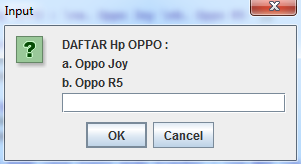 Input
DAFTAR Hp OPPO :
a. Oppo Joy
b. Oppo R5
OK Cancel